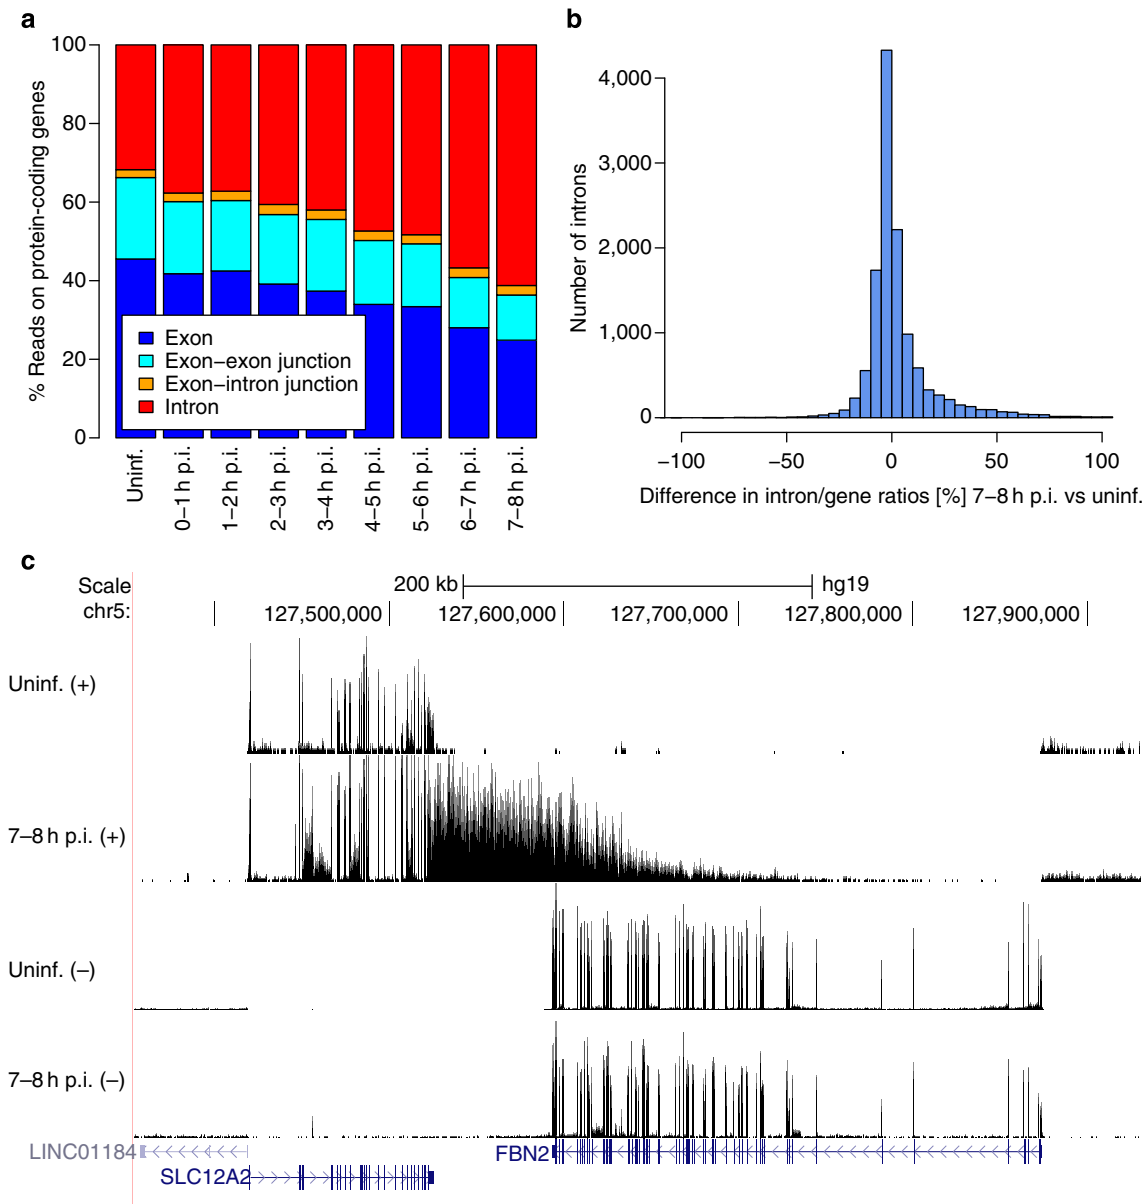 a
% Reads on protein-coding genes
100
80
60
40
20
0
Exon
Exon–exon junction
Exon–intron junction
Intron
Uninf.
0–1 h p.i.
1–2 h p.i.
2–3 h p.i.
3–4 h p.i.
4–5 h p.i.
5–6 h p.i.
6–7 h p.i.
7–8 h p.i.
b
Number of introns
4,000
3,000
2,000
1,000
0
−100 −50 0 50 100
Difference in intron/gene ratios [%] 7–8 h p.i. vs uninf.
c
Scale 200 kb hg19
chr5: 127,500,000 127,600,000 127,700,000 127,800,000 127,900,000
Uninf. (+)
7–8 h p.i. (+)
Uninf. (–)
7–8 h p.i. (–)
LINC01184
FBN2
SLC12A2